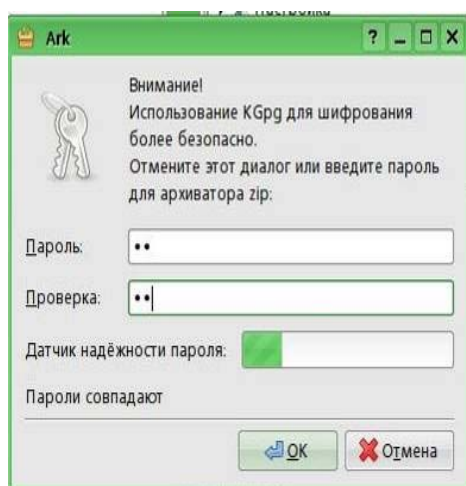 Настройка
Ark
Внимание!
Использование KGpg для шифрования
более безопасно.
Отмените этот диалог или введите пароль
для архиватора zip:
Пароль:
Проверка:
Датчик надёжности пароля:
Пароли совпадают
OK
Отмена